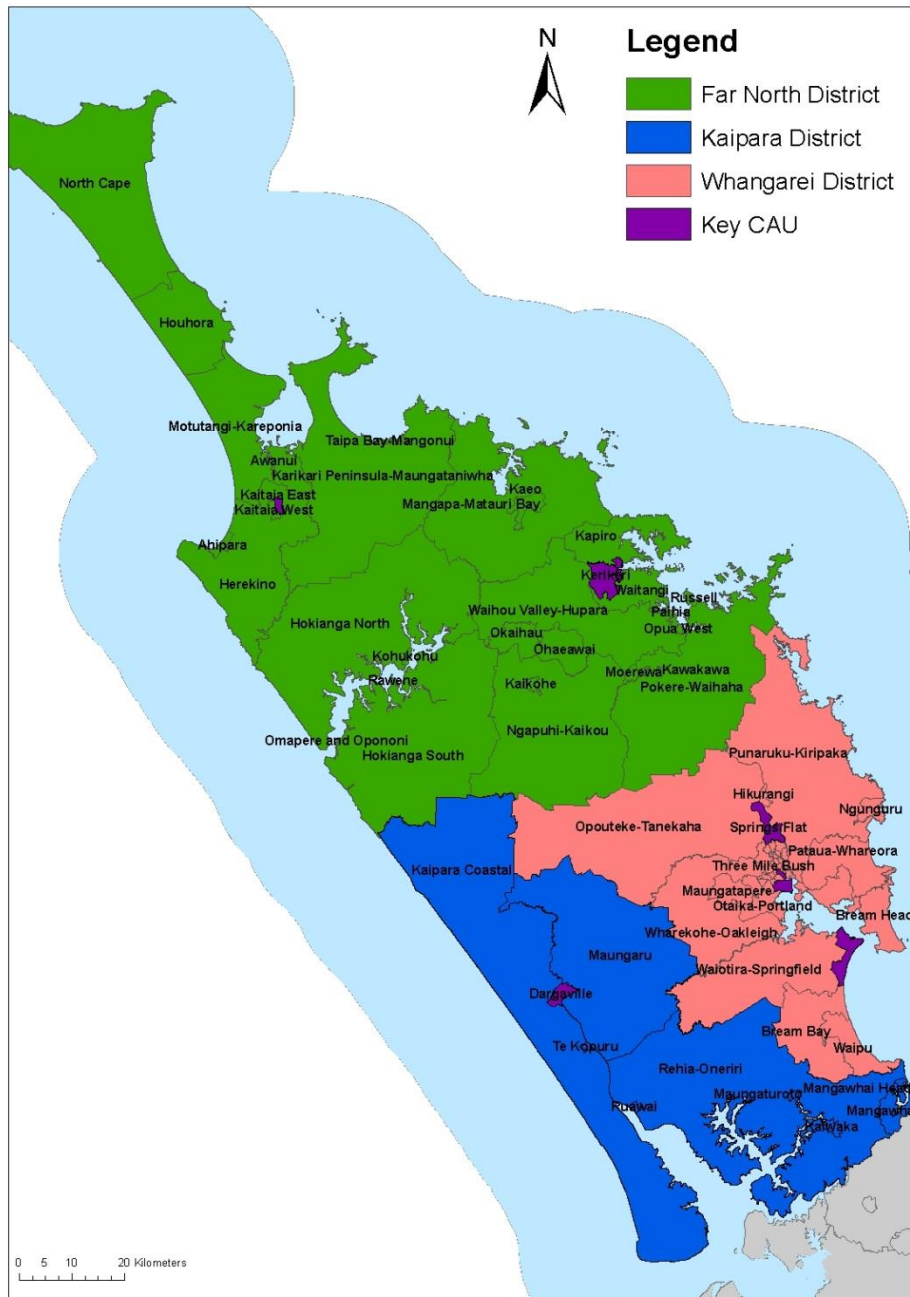 N
Legend
Far North District
Kaipara District
Whangarei District
Key CAU
North Cape
Houhora
Motutangi-Kareponia
Taipa Bay-Mangonui
Awanui
Karikari Peninsula-Maungataniwha
Kaeo
Kaitaia East
Mangapa-Matauri Bay
Kaitaia West
Kapiro
Ahipara
Kerikeri
Herekino
Waitangi
Russell
Waihou Valley-Hupara
Paihia
Hokianga North
Okaihau
Opua West
Ohaeawai
Kohukohu
Moerewa
Kawakawa
Rawene
Kaikohe
Pokere-Waihaha
Ngapuhi-Kaikou
Omapere and Opononi
Hokianga South
Punaruku-Kiripaka
Hikurangi
Ngunguru
Opouteke-Tanekaha
Springs Flat
Pataua-Whareora
Kaipara Coastal
Three Mile Bush
Maungatapere
Otaika-Portland
Bream Head
Wharekohe-Oakleigh
Maungaru
Waiotira-Springfield
Dargaville
Bream Bay
Te Kopuru
Waipu
Rehia-Oneriri
Mangawhai Head
Maungaturoto
Ruawai
Mangawha
Kaiwaka
0 5 10 20 Kilometers